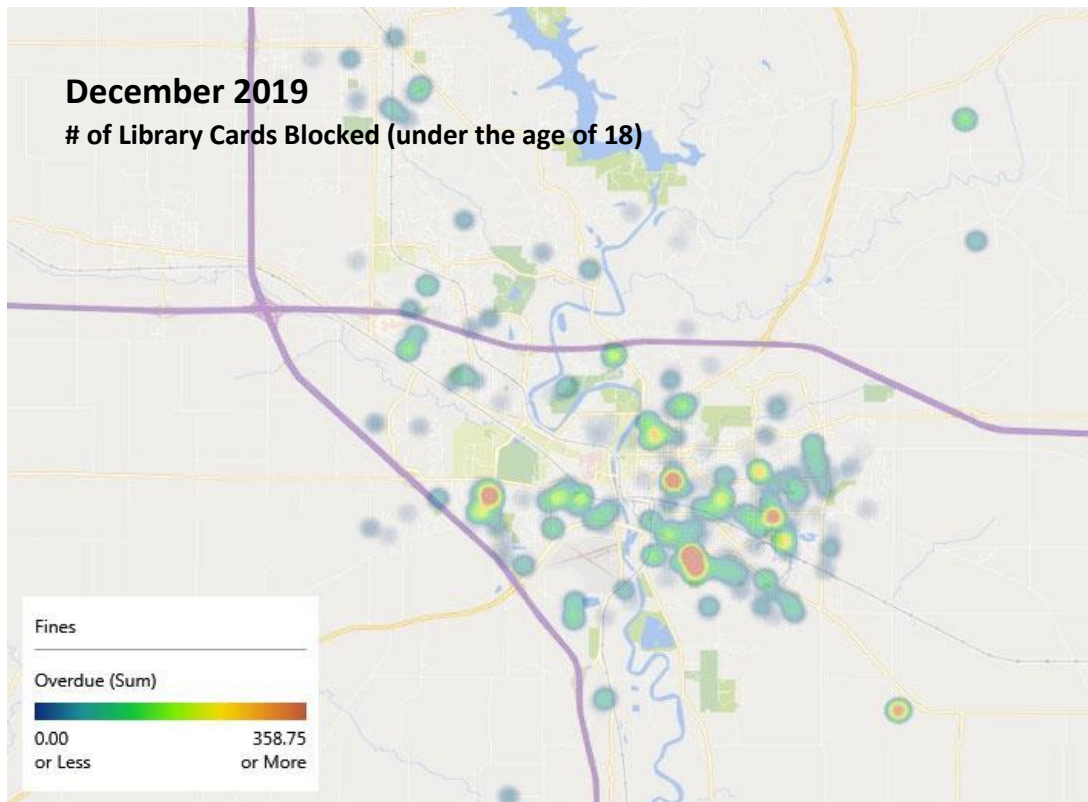 December 2019
# of Library Cards Blocked (under the age of 18)
Fines
Overdue (Sum)
0.00 358.75
or Less or More